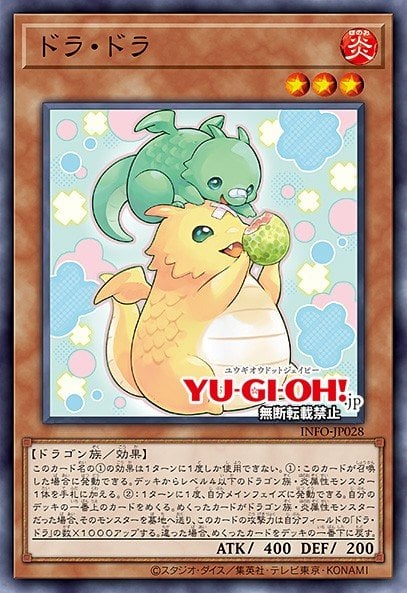 ドラ・ドラ
ほのお
炎
ユウギオウドットジェイピー
YU-GI-OH!.jp
無断転載禁止
INFO-JP028
【ドラゴン族／効果】
このカード名の①の効果は1ターンに1度しか使用できない。①：このカードが召喚
した場合に発動できる。デッキからレベル４以下のドラゴン族・炎属性モンスター
1体を手札に加える。②：1ターンに1度、自分メインフェイズに発動できる。自分の
デッキの一番上のカードをめくる。めくったカードがドラゴン族・炎属性モンスター
だった場合、そのモンスターを墓地へ送り、このカードの攻撃力は自分フィールドの「ドラ・
ドラ」の数×1000アップする。違った場合、めくったカードをデッキの一番下に戻す。
ATK/ 400 DEF/ 200
©スタジオ・ダイス／集英社・テレビ東京・KONAMI